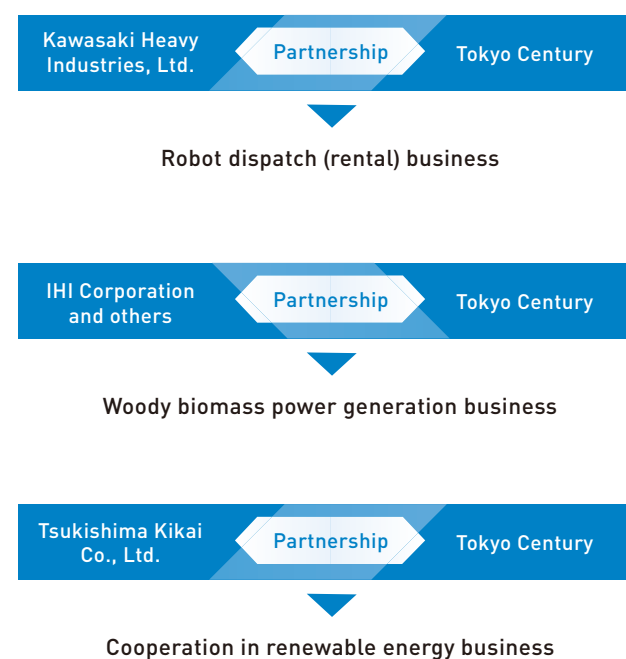 Kawasaki Heavy
Industries, Ltd.
Partnership
Tokyo Century
Robot dispatch (rental) business
IHI Corporation
and others
Partnership
Tokyo Century
Woody biomass power generation business
Tsukishima Kikai
Co., Ltd.
Partnership
Tokyo Century
Cooperation in renewable energy business